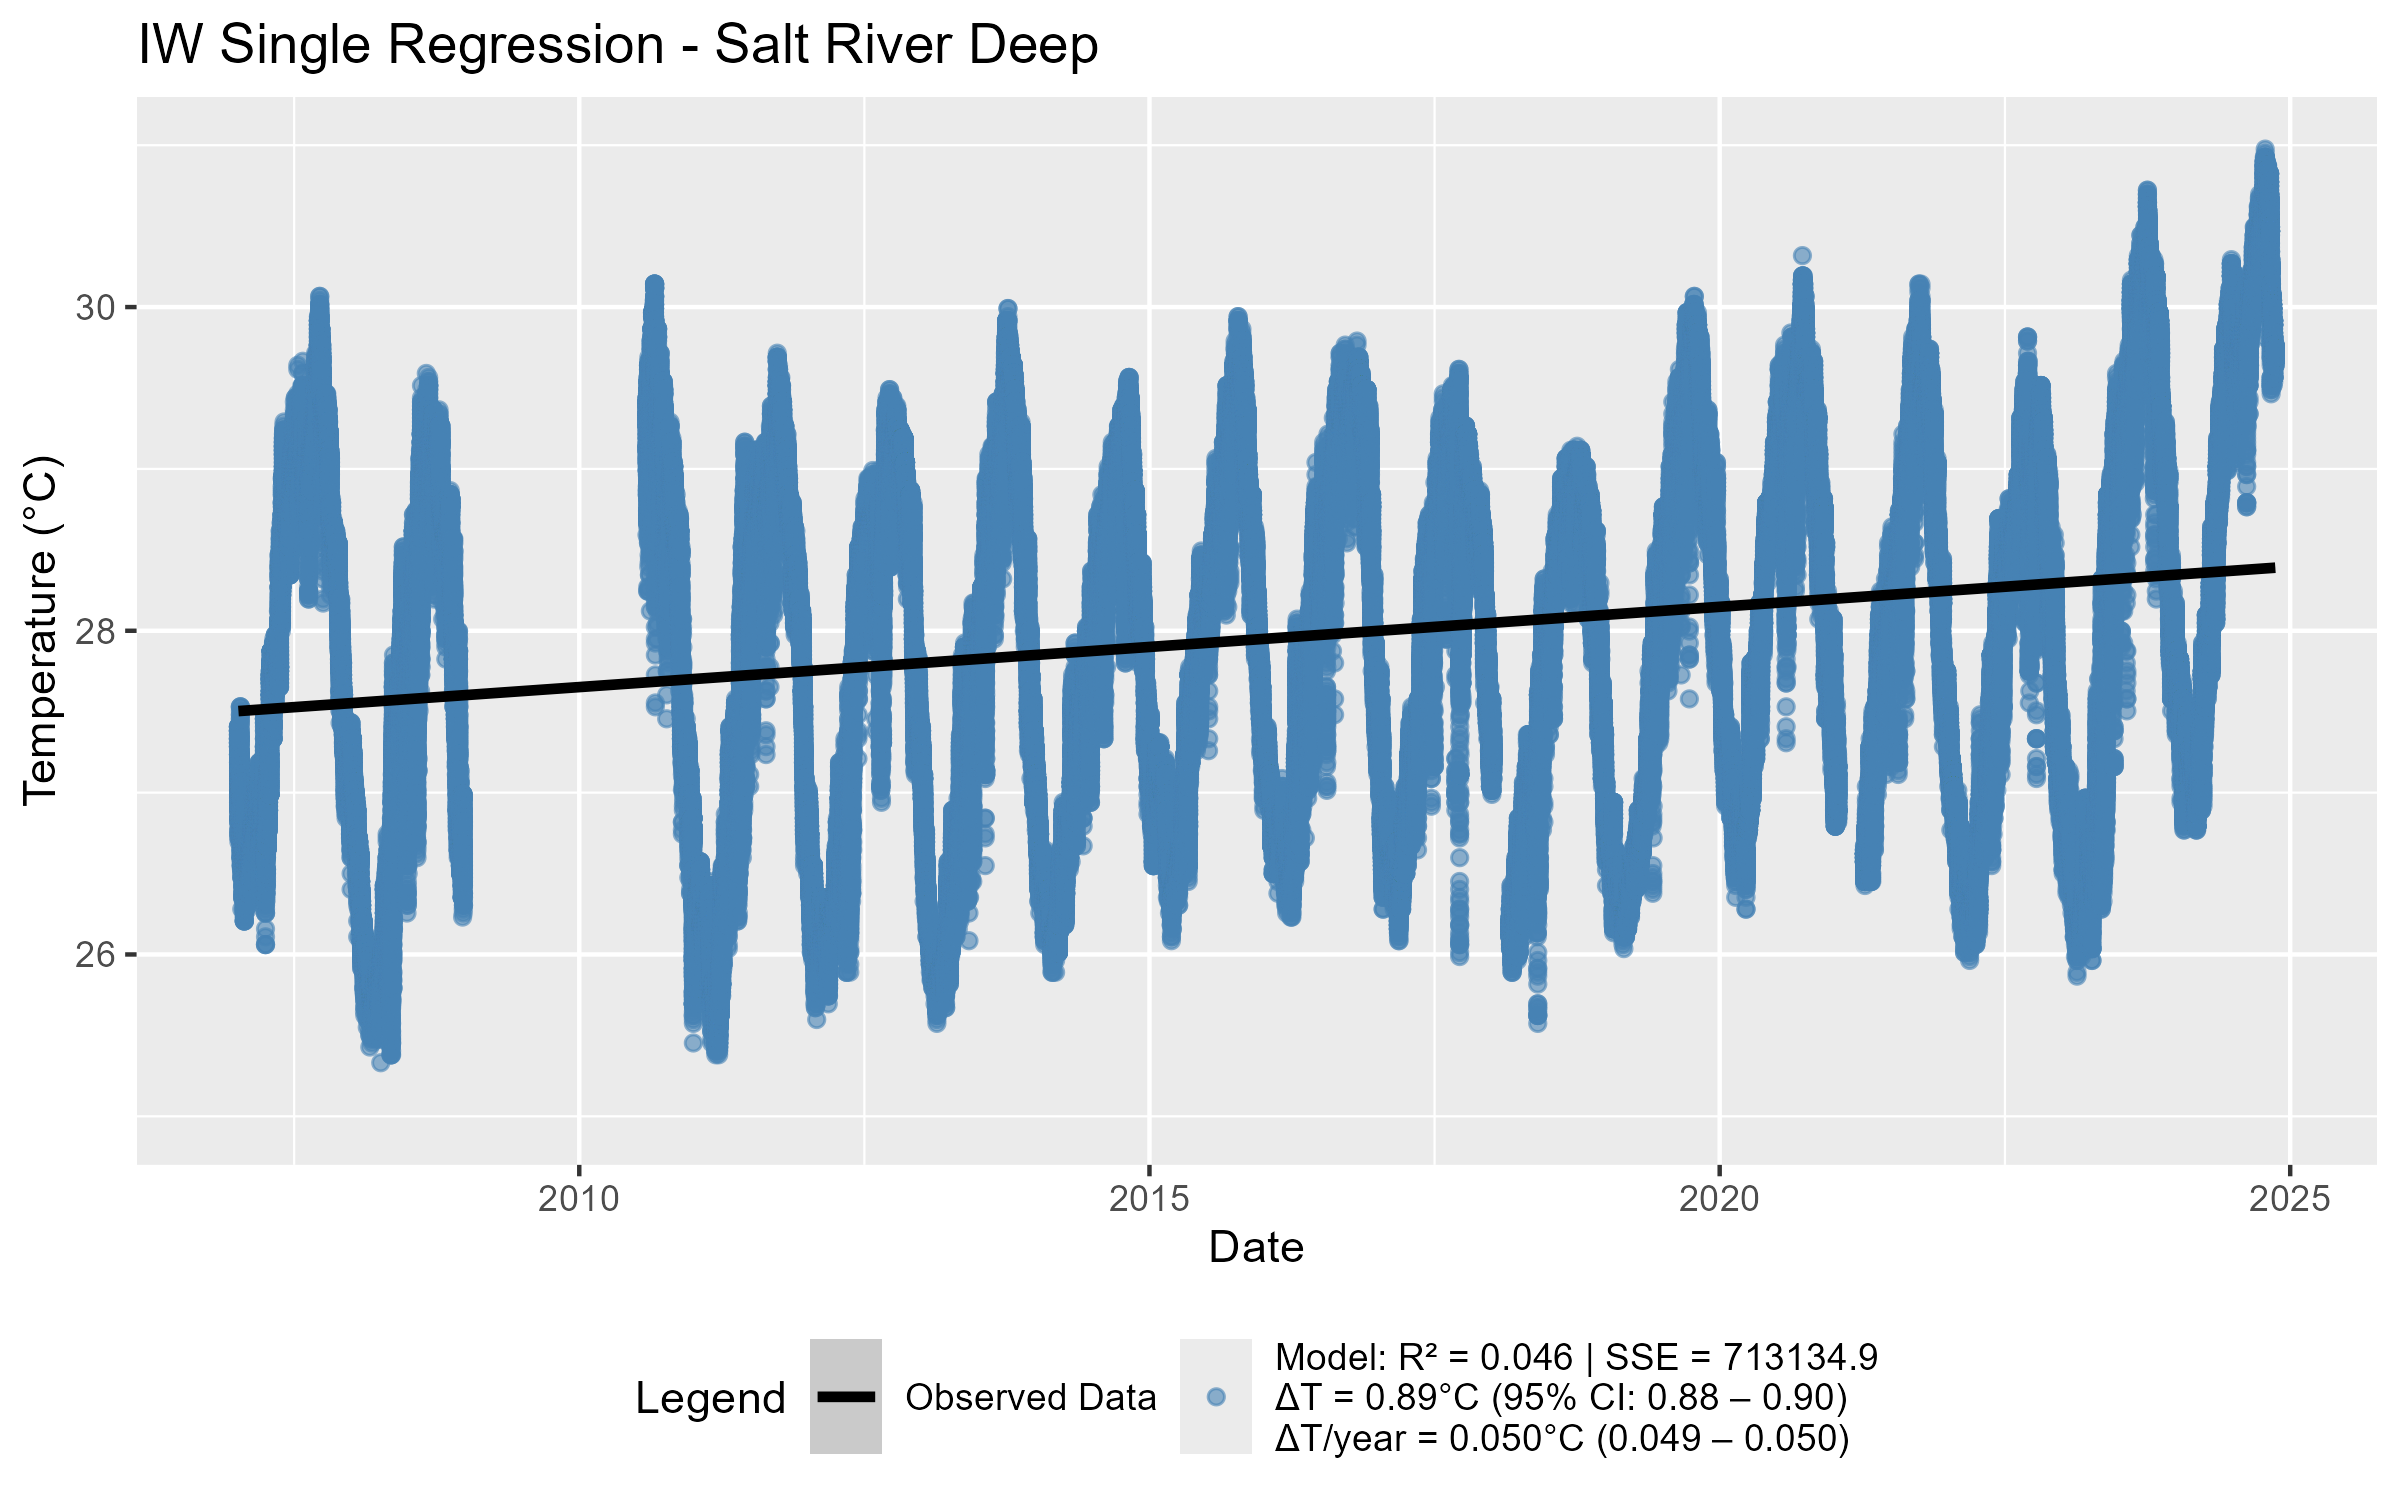 IW Single Regression - Salt River Deep
Temperature (°C)
30
28
26
2010
2015
2020
2025
Date
Legend
Observed Data
Model: R² = 0.046 | SSE = 713134.9
ΔT = 0.89°C (95% CI: 0.88 – 0.90)
ΔT/year = 0.050°C (0.049 – 0.050)